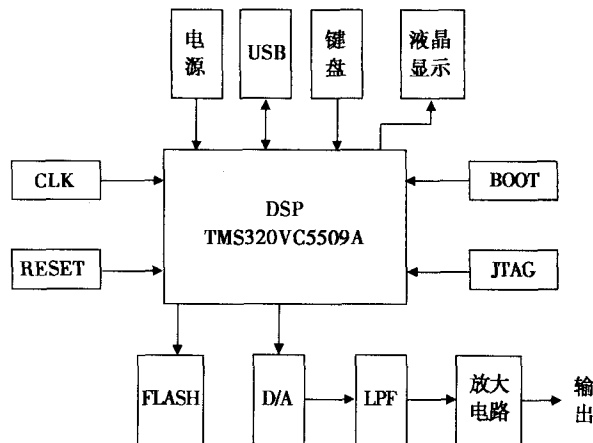 电源
USB
键盘
液晶
显示
CLK
BOOT
DSP
TMS320VC5509A
RESET
JTAG
FLASH
D/A
LPF
放大
电路
输出